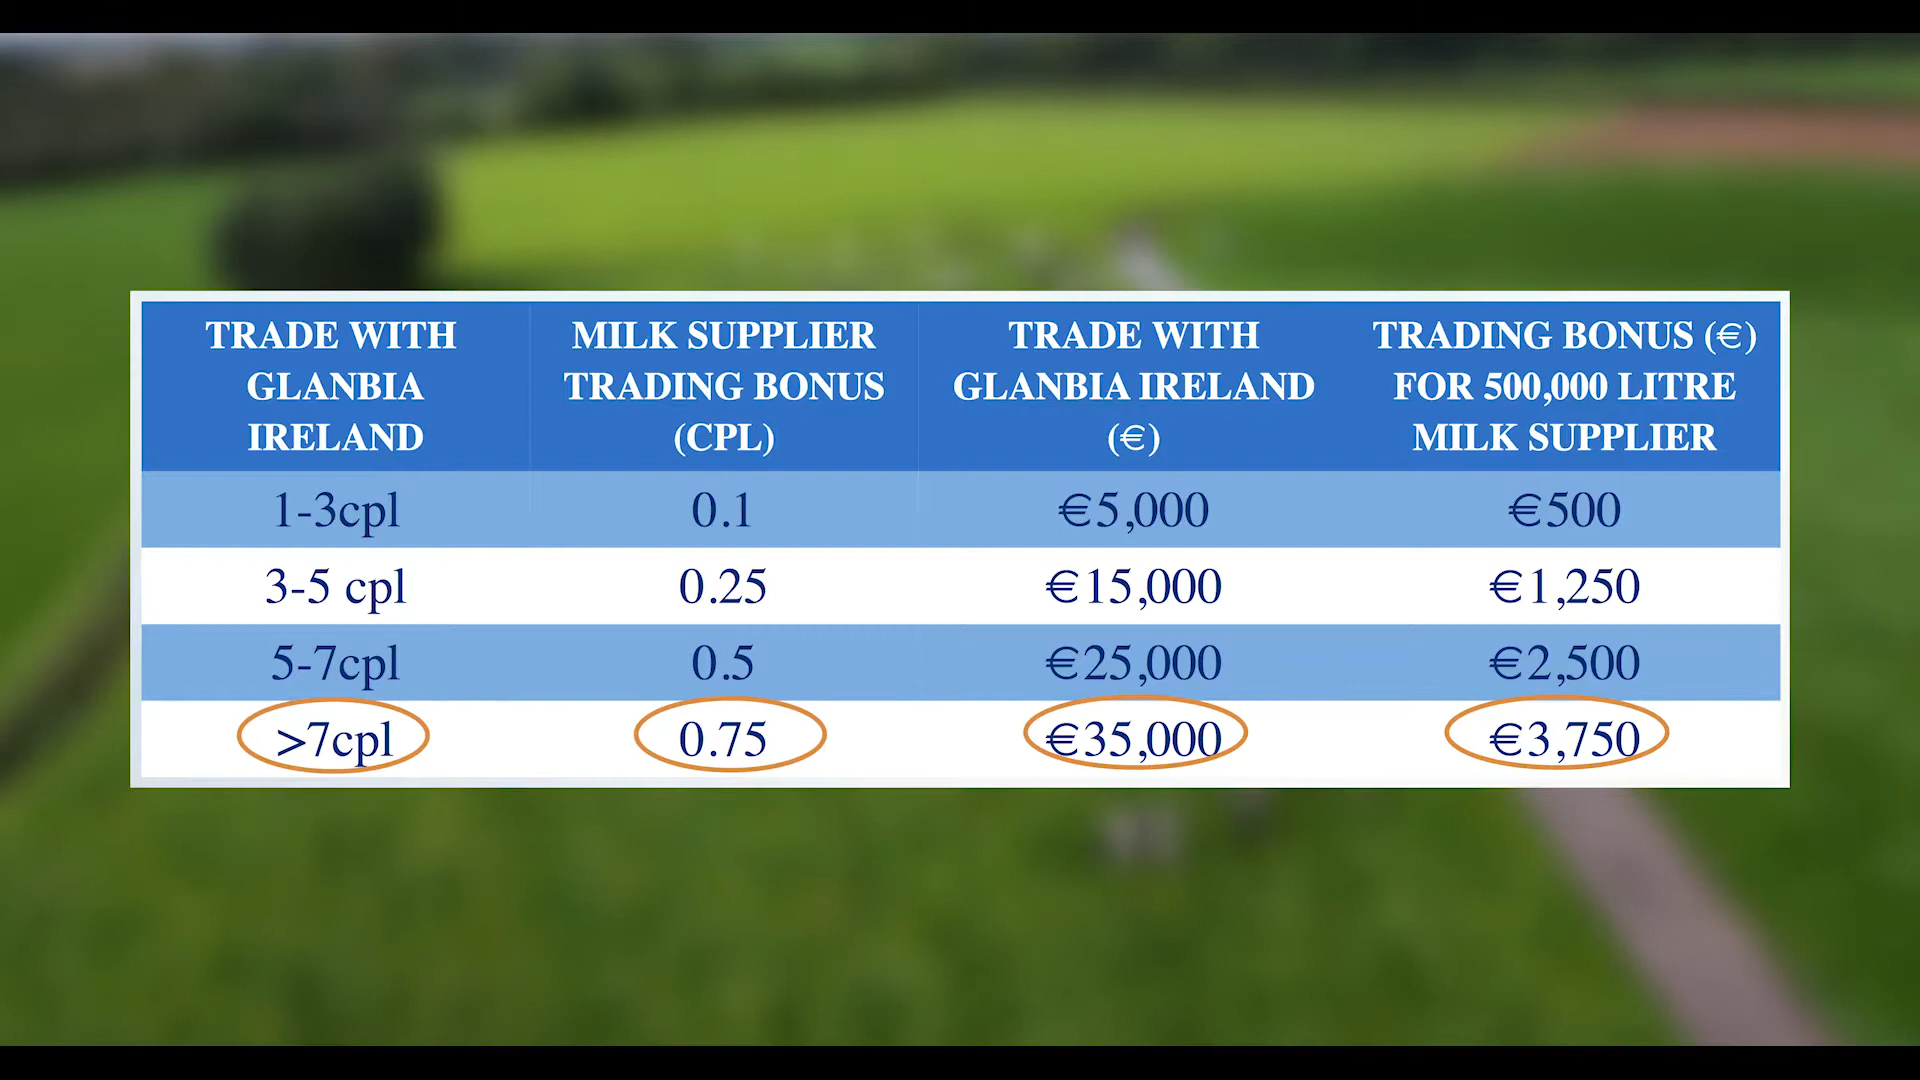 TRADE WITH
GLANBIA
IRELAND
MILK SUPPLIER
TRADING BONUS
(CPL)
TRADE WITH
GLANBIA IRELAND
(€)
TRADING BONUS (€)
FOR 500,000 LITRE
MILK SUPPLIER
1-3cpl 0.1 €5,000 €500
3-5 cpl 0.25 €15,000 €1,250
5-7cpl 0.5 €25,000 €2,500
>7cpl 0.75 €35,000 €3,750